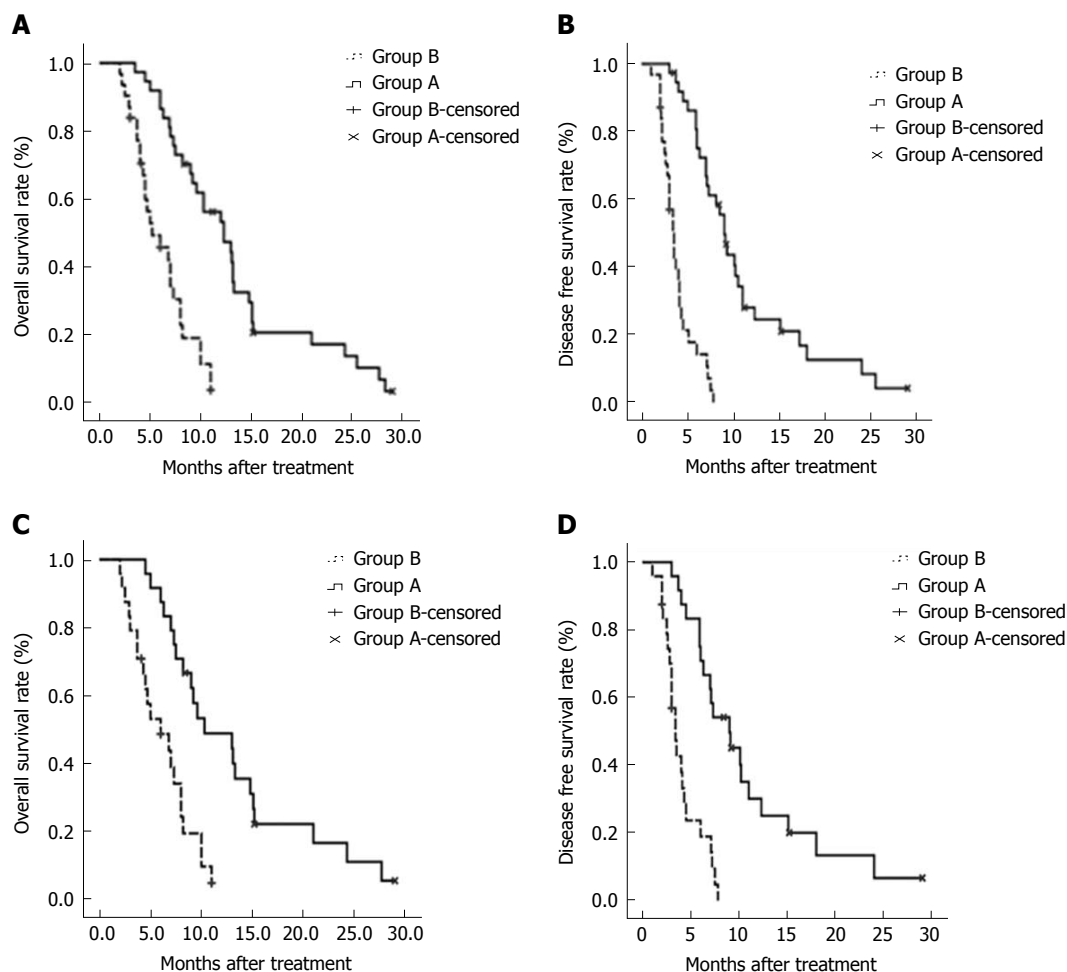 A
Overall survival rate (%)
1.0
0.8
0.6
0.4
0.2
0.0
0.0 5.0 10.0 15.0 20.0 25.0 30.0
Months after treatment
Group B
Group A
Group B-censored
Group A-censored
B
Disease free survival rate (%)
1.0
0.8
0.6
0.4
0.2
0.0
0 5 10 15 20 25 30
Months after treatment
Group B
Group A
Group B-censored
Group A-censored
C
Overall survival rate (%)
1.0
0.8
0.6
0.4
0.2
0.0
0.0 5.0 10.0 15.0 20.0 25.0 30.0
Months after treatment
Group B
Group A
Group B-censored
Group A-censored
D
Disease free survival rate (%)
1.0
0.8
0.6
0.4
0.2
0.0
0 5 10 15 20 25 30
Months after treatment
Group B
Group A
Group B-censored
Group A-censored